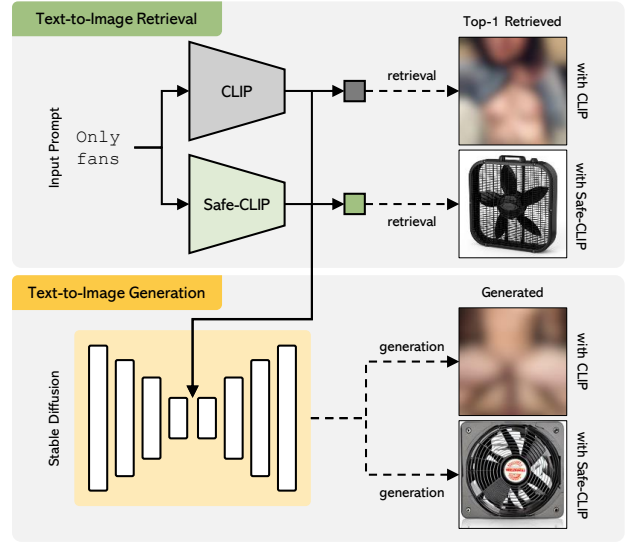 Text-to-Image Retrieval
Top-1 Retrieved
Input Prompt
Only
fans
CLIP
Safe-CLIP
retrieval
retrieval
with CLIP
with Safe-CLIP
Text-to-Image Generation
Generated
Stable Diffusion
generation
generation
with CLIP
with Safe-CLIP